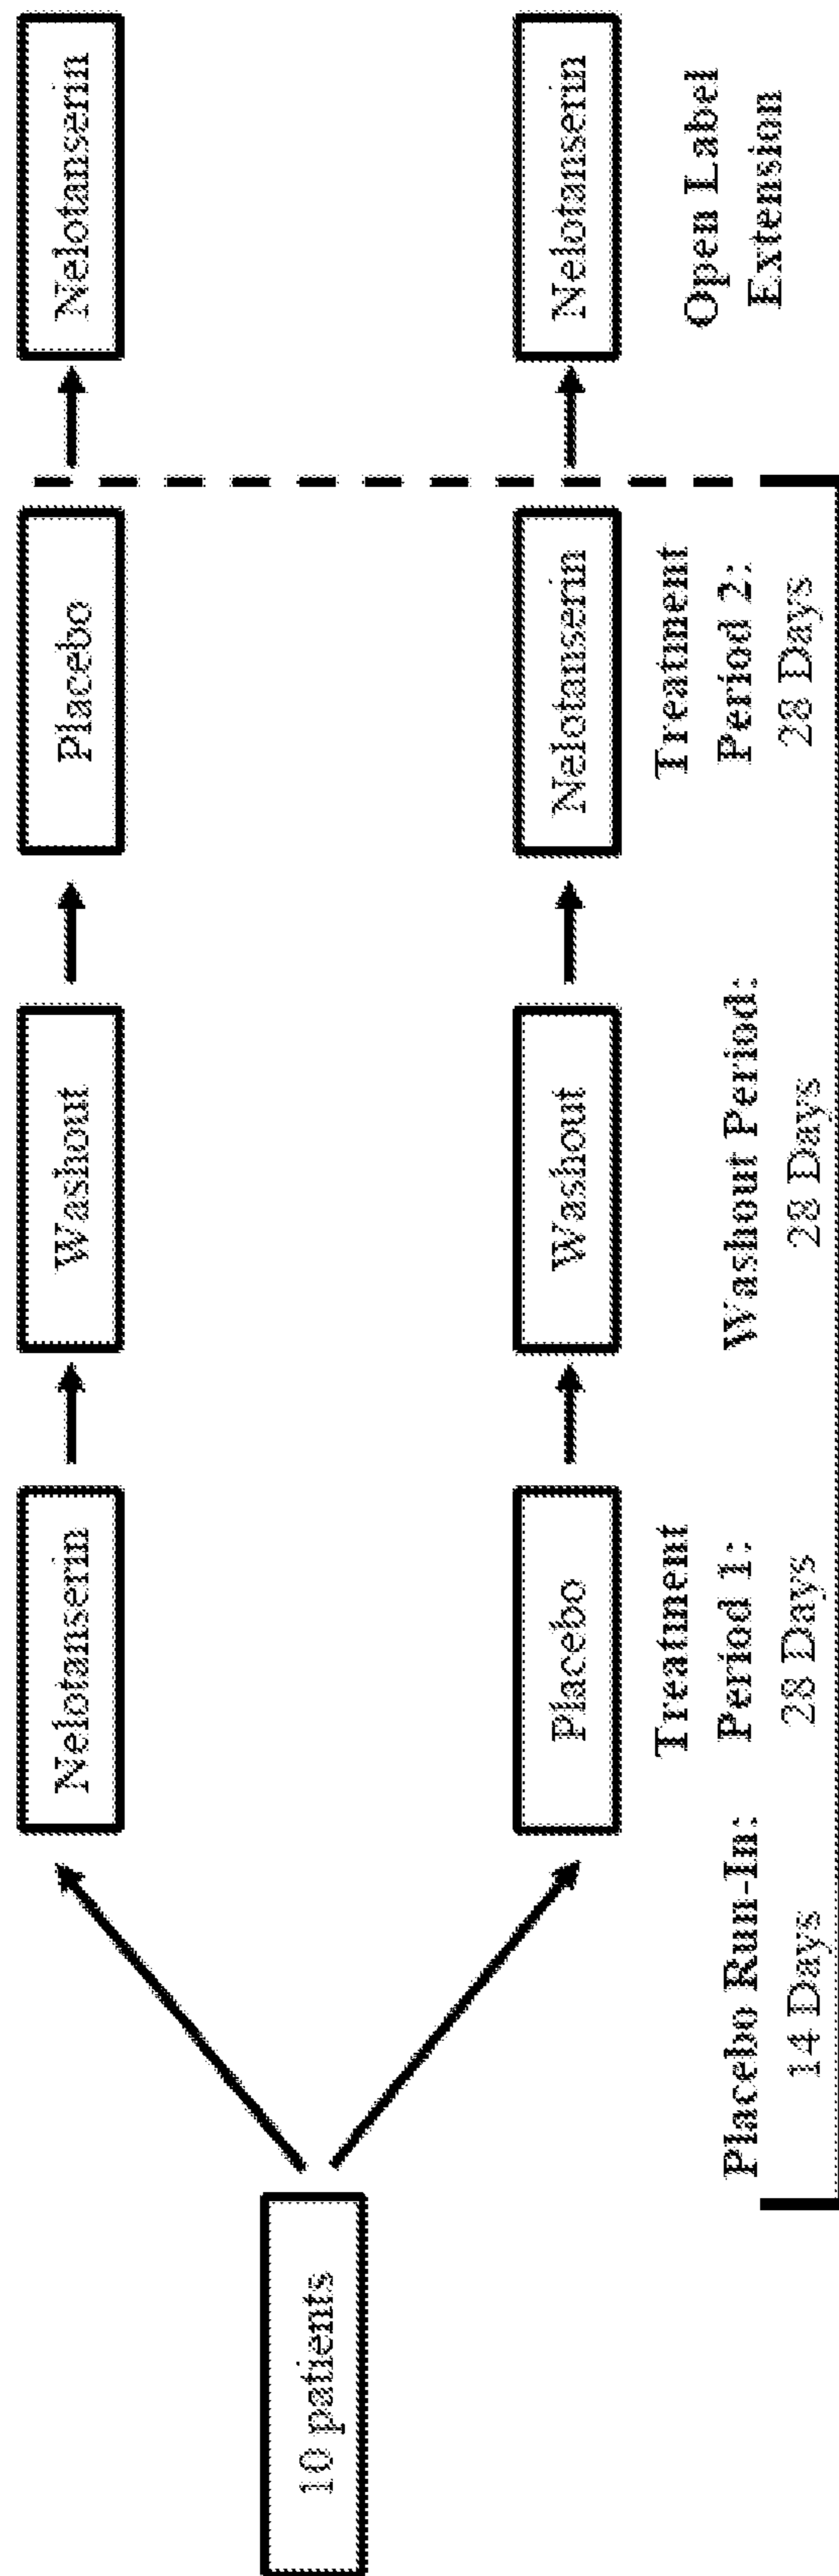 10 patients
Nelotanserin
Washout
Placebo
Nelotanserin
Placebo
Washout
Nelotanserin
Nelotanserin
Placebo Run-In:
14 Days
Treatment
Period 1:
28 Days
Washout Period:
28 Days
Treatment
Period 2:
28 Days
Open Label
Extension